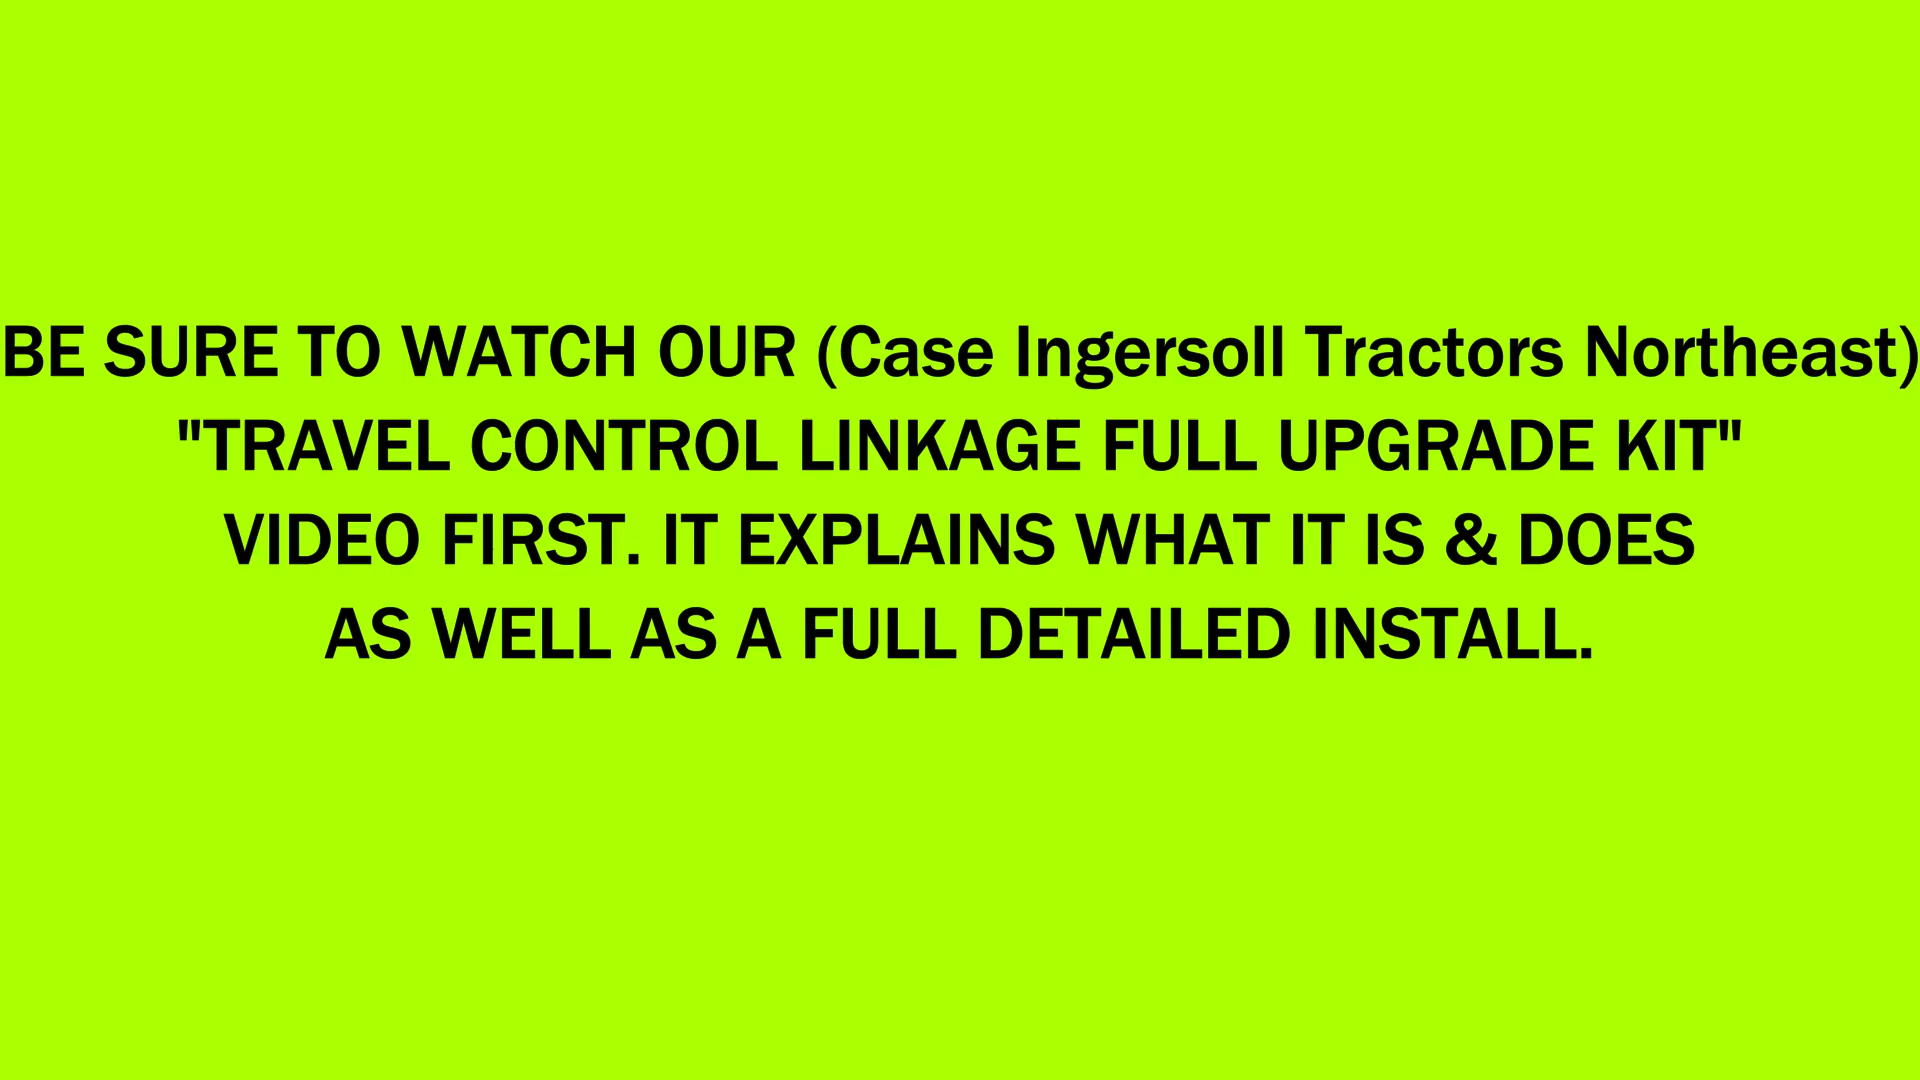 BE SURE TO WATCH OUR (Case Ingersoll Tractors Northeast)
"TRAVEL CONTROL LINKAGE FULL UPGRADE KIT"
VIDEO FIRST. IT EXPLAINS WHAT IT IS & DOES
AS WELL AS A FULL DETAILED INSTALL.